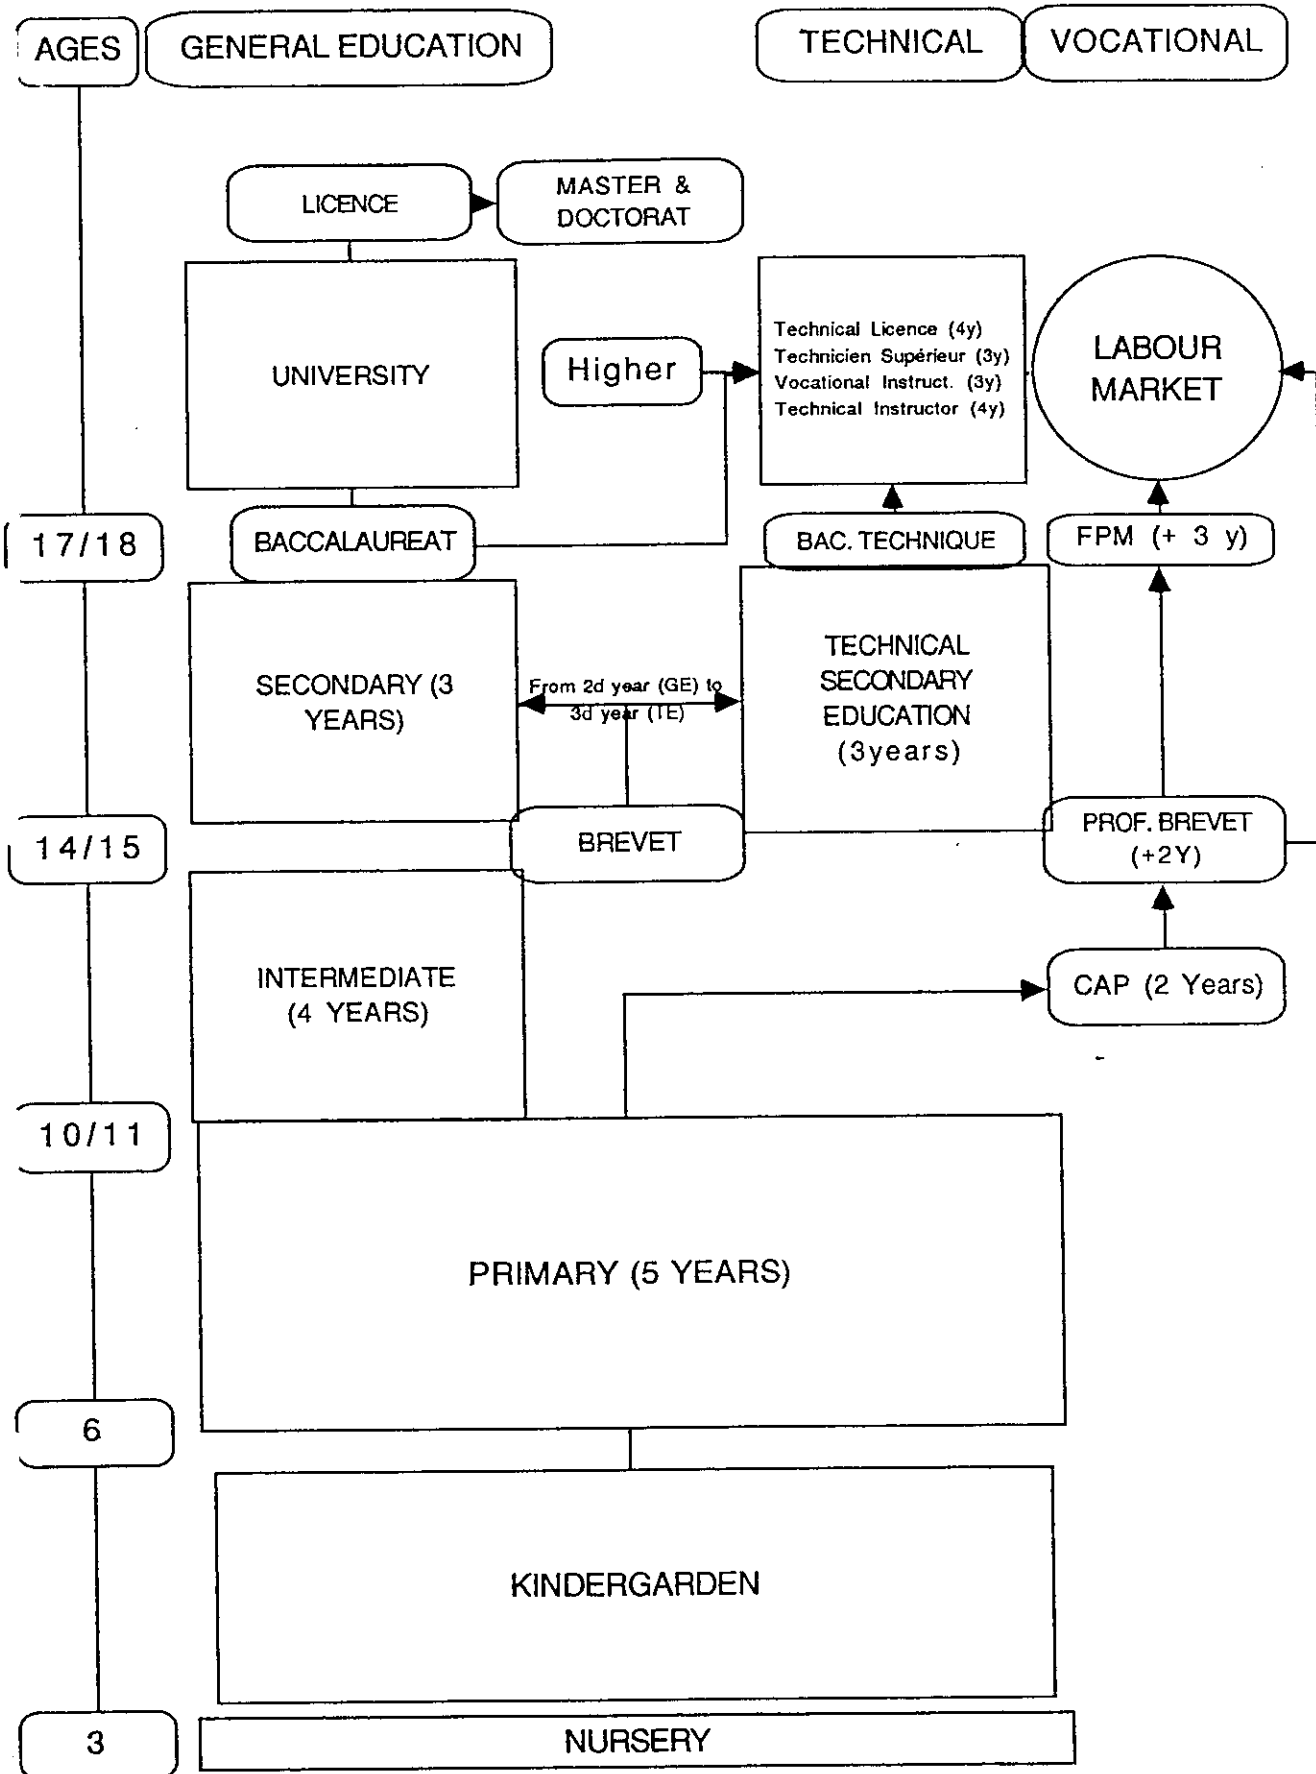 AGES
GENERAL EDUCATION
TECHNICAL
VOCATIONAL
LICENCE
MASTER &
DOCTORAT
UNIVERSITY
Higher
Technical Licence (4y)
Technicien Supérieur (3y)
Vocational Instruct. (3y)
Technical Instructor (4y)
LABOUR
MARKET
17/18
BACCALAUREAT
BAC. TECHNIQUE
FPM (+ 3 y)
SECONDARY (3
YEARS)
From 2d year (GE) to
3d year (TE)
TECHNICAL
SECONDARY
EDUCATION
(3years)
14/15
BREVET
PROF. BREVET
(+2Y)
INTERMEDIATE
(4 YEARS)
CAP (2 Years)
10/11
PRIMARY (5 YEARS)
6
KINDERGARDEN
3
NURSERY